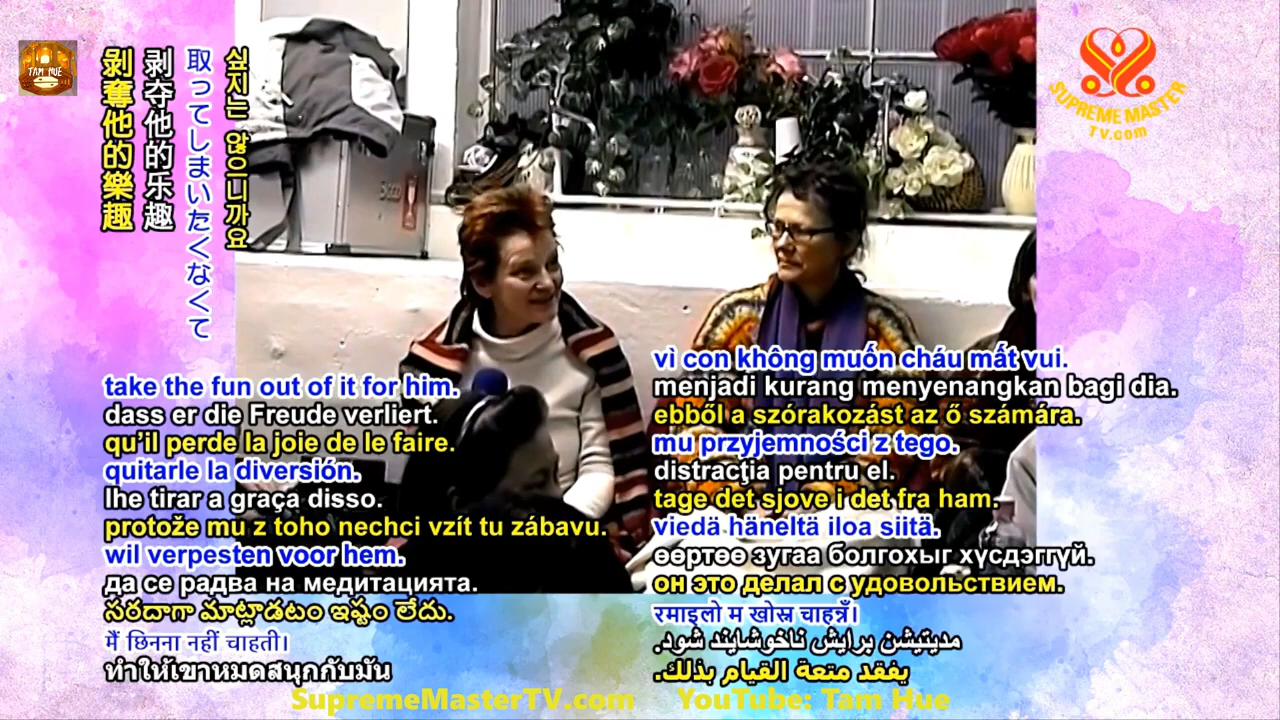 TAM HUE
剝奪他的樂趣
剥夺他的乐趣
取ってしまいたくなくて
싶지는 않으니까요
SUPREME MASTER
TV.com
take the fun out of it for him.
dass er die Freude verliert.
qu'il perde la joie de le faire.
quitarle la diversión.
lhe tirar a graça disso.
protože mu z toho nechci vzít tu zábavu.
wil verpesten voor hem.
да се радва на медитацията.
సరదాగా మాట్లాడటం ఇష్టం లేదు.
मैं छिनना नहीं चाहती।
ทำให้เขาหมดสนุกกับมัน
vì con không muốn cháu mất vui.
menjadi kurang menyenangkan bagi dia.
ebből a szórakozást az ő számára.
mu przyjemności z tego.
distracţia pentru el.
tage det sjove i det fra ham.
viedä häneltä iloa siitä.
өөртөө зугаа болгохыг хүсдэггүй.
он это делал с удовольствием.
रमाइलो म खोस्न चाहन्नँ।
مدیتیشن برایش ناخوشایند شود.
يفقد متعة القيام بذلك.
SupremeMasterTV.com YouTube: Tam Hue